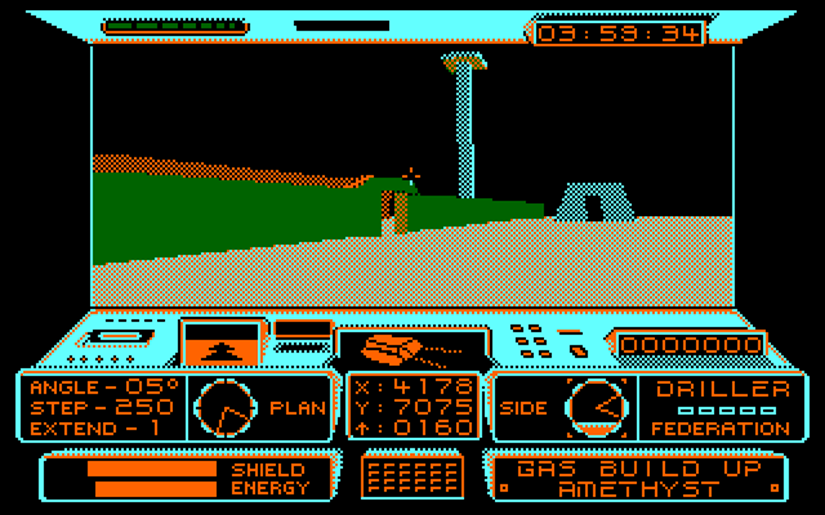 03:59:34
0000000
ANGLE-05°
STEP-250
EXTEND-1
PLAN
X:4178
Y:7075
↑:0160
SIDE
DRILLER
FEDERATION
SHIELD
ENERGY
GAS BUILD UP
AMETHYST